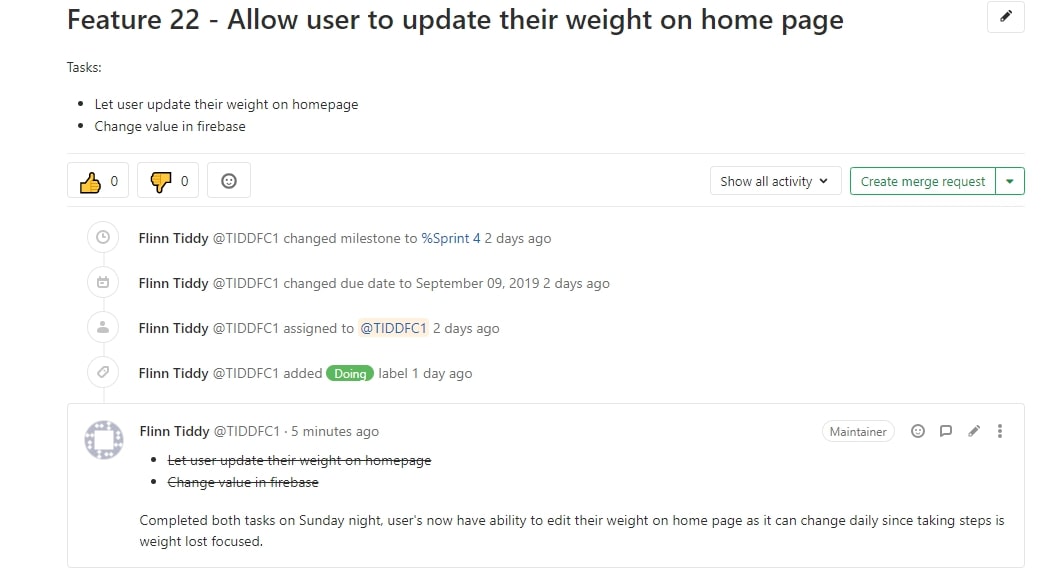 Feature 22 - Allow user to update their weight on home page
Tasks:
• Let user update their weight on homepage
• Change value in firebase
0
0
Show all activity
Create merge request
Flinn Tiddy @TIDDFC1 changed milestone to %Sprint 4 2 days ago
Flinn Tiddy @TIDDFC1 changed due date to September 09, 2019 2 days ago
Flinn Tiddy @TIDDFC1 assigned to @TIDDFC1 2 days ago
Flinn Tiddy @TIDDFC1 added Doing label 1 day ago
Flinn Tiddy @TIDDFC1 · 5 minutes ago
Maintainer
• Let user update their weight on homepage
• Change value in firebase
Completed both tasks on Sunday night, user's now have ability to edit their weight on home page as it can change daily since taking steps is
weight lost focused.